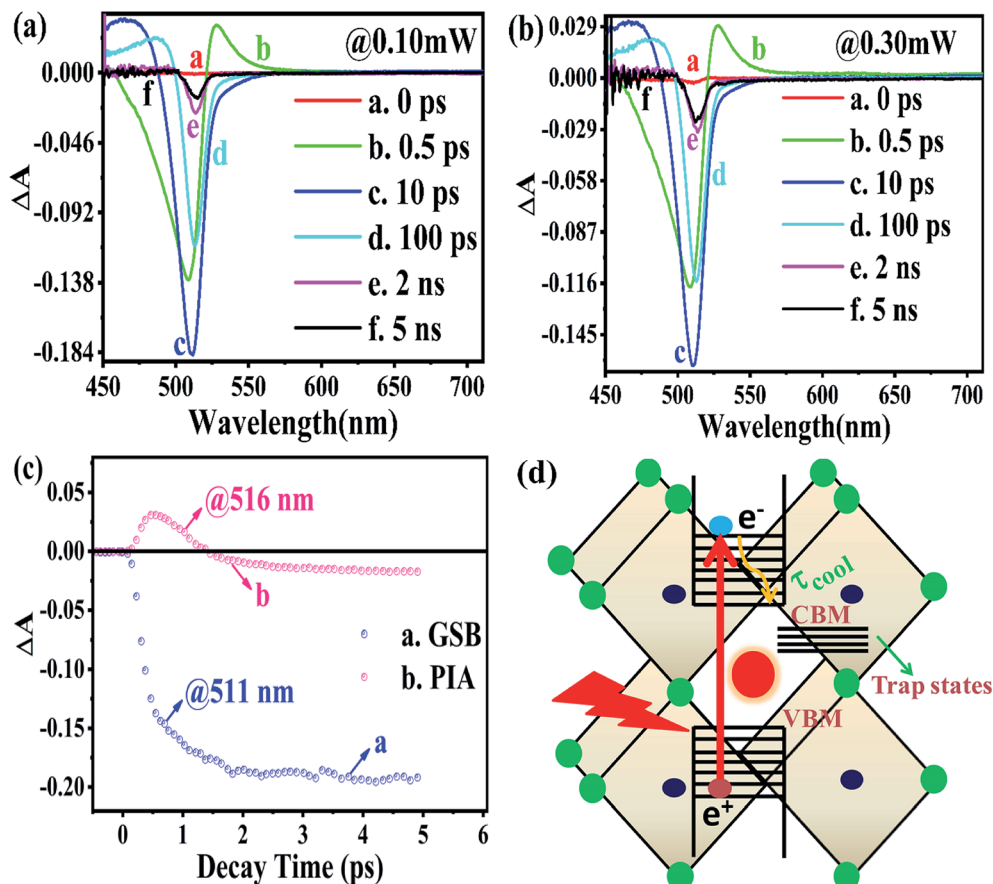 (a)
@0.10mW
0.000
-0.046
-0.092
-0.138
-0.184
ΔA
a
b
f
e
d
c
a. 0 ps
b. 0.5 ps
c. 10 ps
d. 100 ps
e. 2 ns
f. 5 ns
450 500 550 600 650 700
Wavelength(nm)
(b)
@0.30mW
0.029
0.000
-0.029
-0.058
-0.087
-0.116
-0.145
ΔA
b
a
f
e
d
c
a. 0 ps
b. 0.5 ps
c. 10 ps
d. 100 ps
e. 2 ns
f. 5 ns
450 500 550 600 650 700
Wavelength(nm)
(c)
0.05
0.00
-0.05
-0.10
-0.15
-0.20
ΔA
@516 nm
b
a. GSB
b. PIA
@511 nm
a
0 1 2 3 4 5 6
Decay Time (ps)
(d)
e-
τcool
CBM
Trap states
VBM
e+